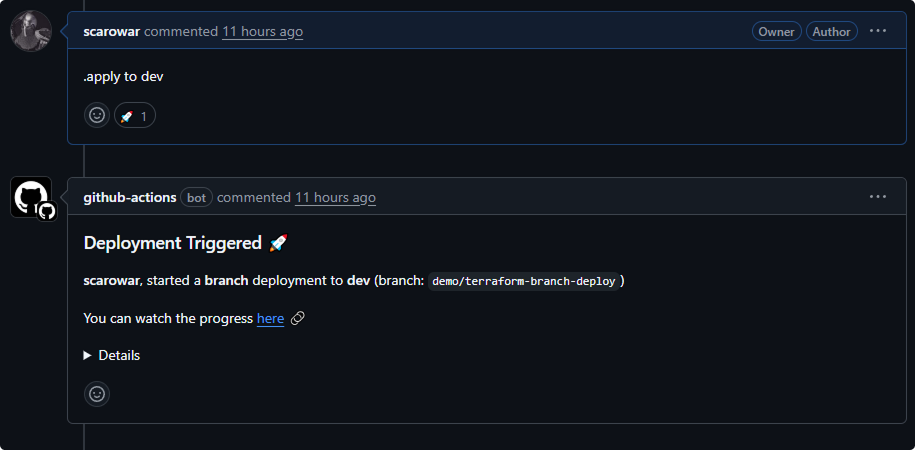 scarowar commented 11 hours ago Owner Author ...
.apply to dev
🚀 1
github-actions bot commented 11 hours ago ...
Deployment Triggered 🚀
scarowar, started a branch deployment to dev (branch: demo/terraform-branch-deploy)
You can watch the progress here 🔗
▶ Details